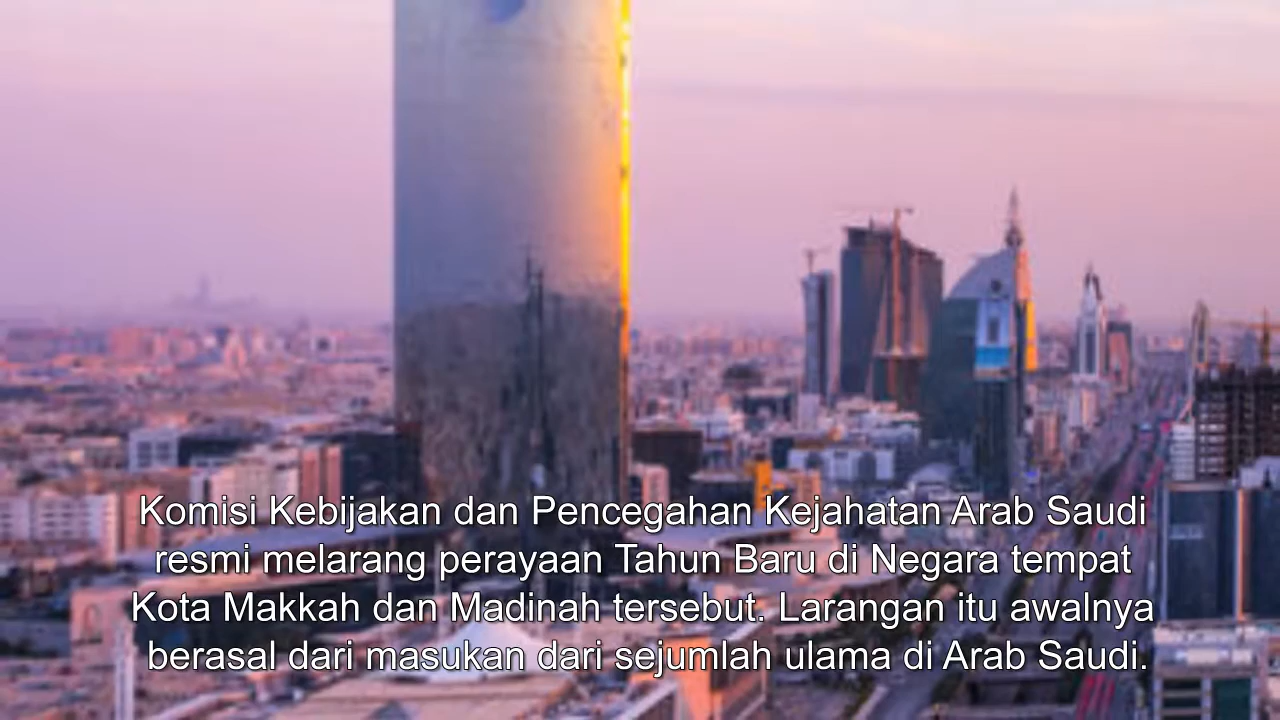 Komisi Kebijakan dan Pencegahan Kejahatan Arab Saudi
resmi melarang perayaan Tahun Baru di Negara tempat
Kota Makkah dan Madinah tersebut. Larangan itu awalnya
berasal dari masukan dari sejumlah ulama di Arab Saudi.